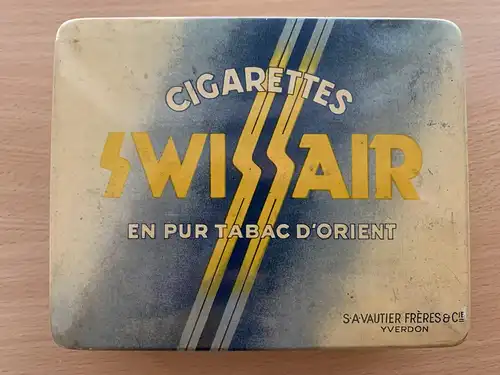 CIGARETTES
SWISSAIR
EN PUR TABAC D'ORIENT
S·A·VAUTIER FRÈRES & CIE
YVERDON